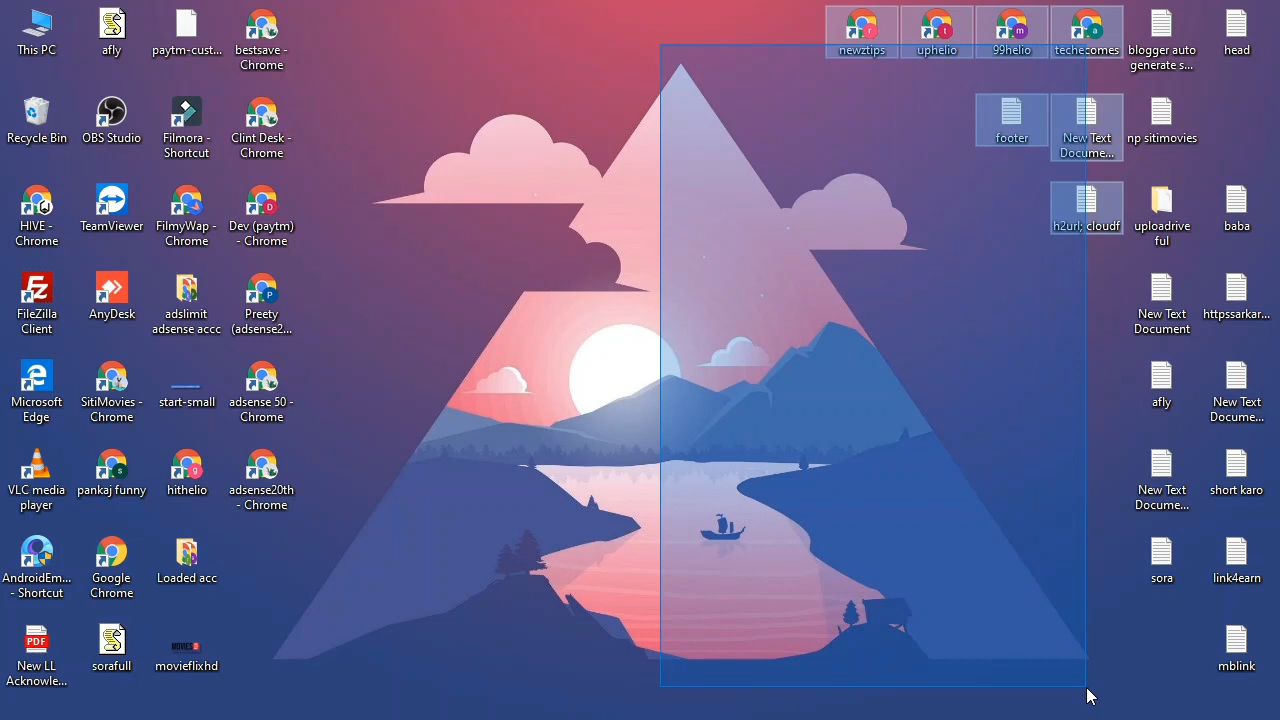 This PC
afly
paytm-cust...
bestsave -
Chrome
newztips
uphelio
99helio
techecomes
blogger auto
generate s...
head
Recycle Bin
OBS Studio
Filmora -
Shortcut
Clint Desk -
Chrome
footer
New Text
Docume...
np sitimovies
HIVE -
Chrome
TeamViewer
FilmyWap -
Chrome
Dev (paytm)
- Chrome
h2url; cloudf
uploadrive
ful
baba
FileZilla
Client
AnyDesk
adslimit
adsense accc
Preety
(adsense2...
New Text
Document
httpssarkar...
Microsoft
Edge
SitiMovies -
Chrome
start-small
adsense 50 -
Chrome
afly
New Text
Docume...
VLC media
player
pankaj funny
hithelio
adsense20th
- Chrome
New Text
Docume...
short karo
AndroidEm...
- Shortcut
Google
Chrome
Loaded acc
sora
link4earn
PDF
New LL
Acknowle...
sorafull
movieflixhd
mblink